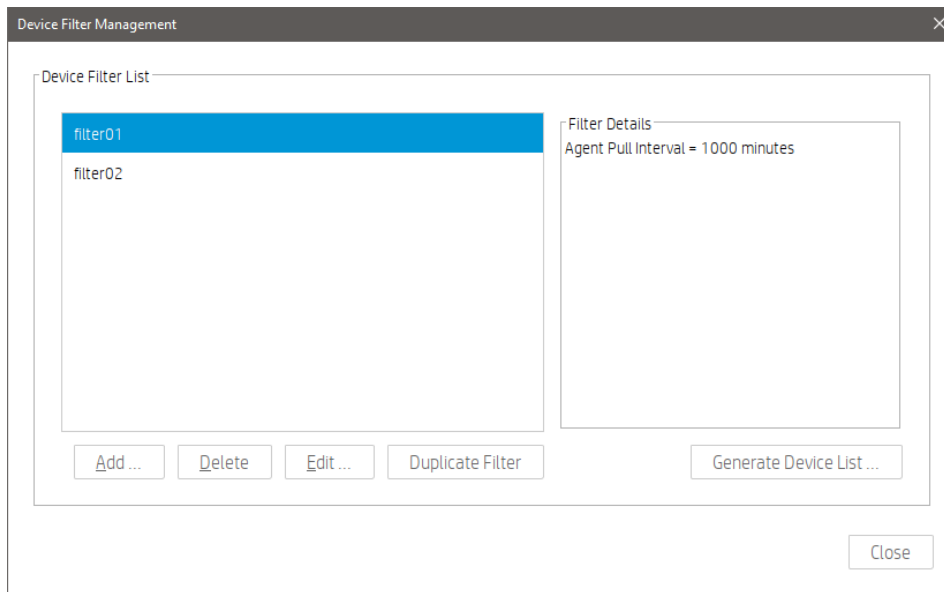 Device Filter Management
Device Filter List
filter01
filter02
Filter Details
Agent Pull Interval = 1000 minutes
Add ...
Delete
Edit ...
Duplicate Filter
Generate Device List ...
Close